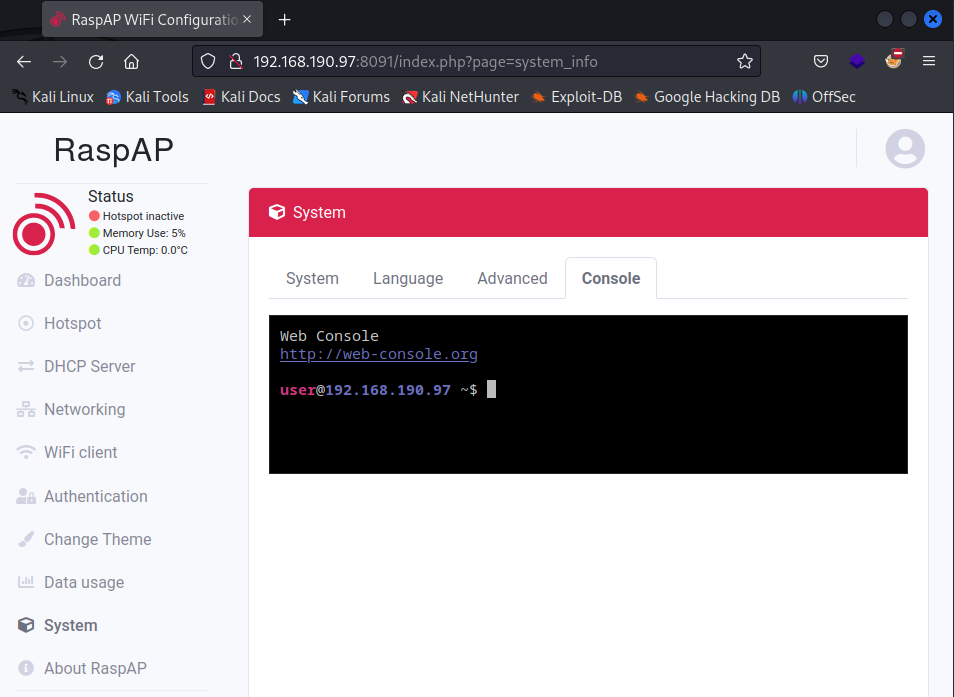 RaspAP WiFi Configuratio
192.168.190.97:8091/index.php?page=system_info
Kali Linux Kali Tools Kali Docs Kali Forums Kali NetHunter Exploit-DB Google Hacking DB OffSec
RaspAP
Status
Hotspot inactive
Memory Use: 5%
CPU Temp: 0.0°C
Dashboard
Hotspot
DHCP Server
Networking
WiFi client
Authentication
Change Theme
Data usage
System
About RaspAP
System
System Language Advanced Console
Web Console
http://web-console.org
user@192.168.190.97 ~$